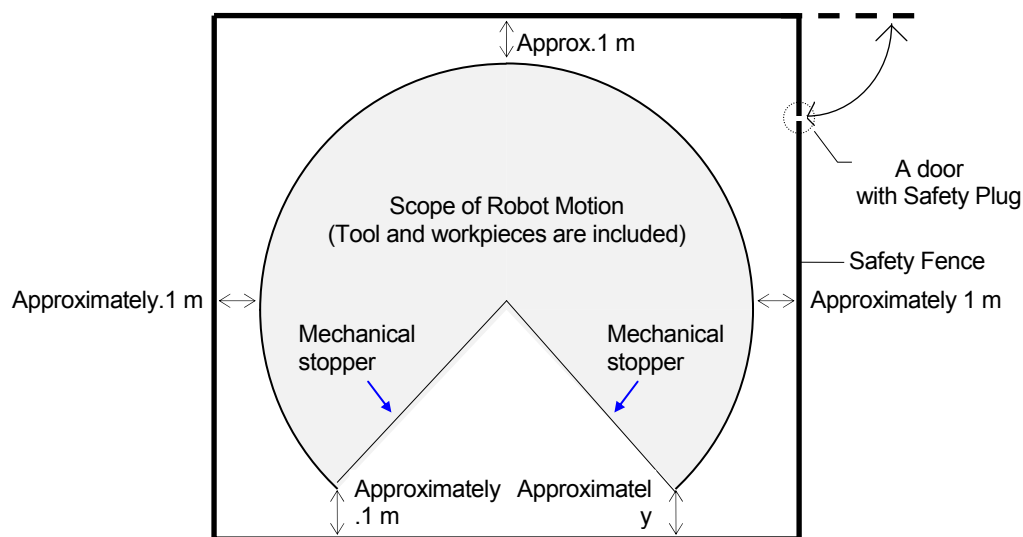 Approx.1 m
A door
with Safety Plug
Scope of Robot Motion
(Tool and workpieces are included)
Safety Fence
Approximately.1 m
Approximately 1 m
Mechanical
stopper
Mechanical
stopper
Approximately
.1 m
Approximatel
y